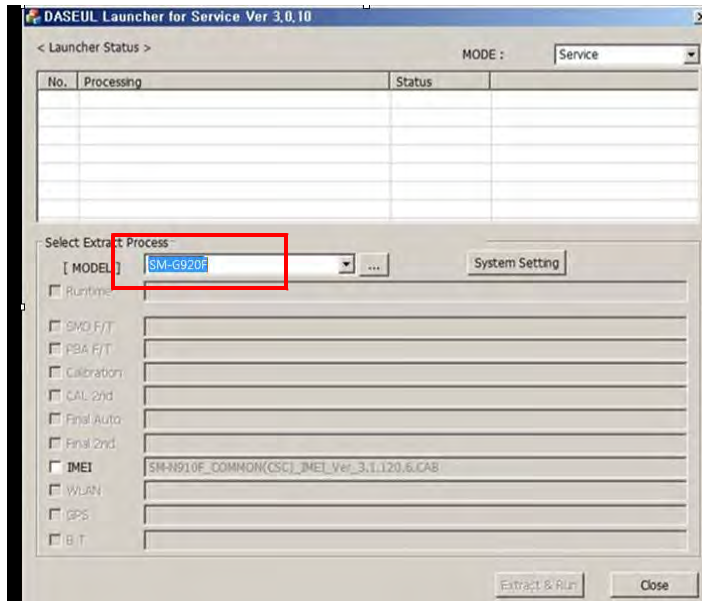 DASEUL Launcher for Service Ver 3,0,10
< Launcher Status >
MODE :
Service
No. Processing Status
Select Extract Process
[ MODEL ] SM-G920F ... System Setting
Runtime
SMD F/T
PBA F/T
Calibration
CAL 2nd
Final Auto
Final 2nd
IMEI SM-N910F_COMMON(CSC)_IMEI_Ver_3.1.120.6.CAB
WLAN
GPS
B T
Extract & Run Close